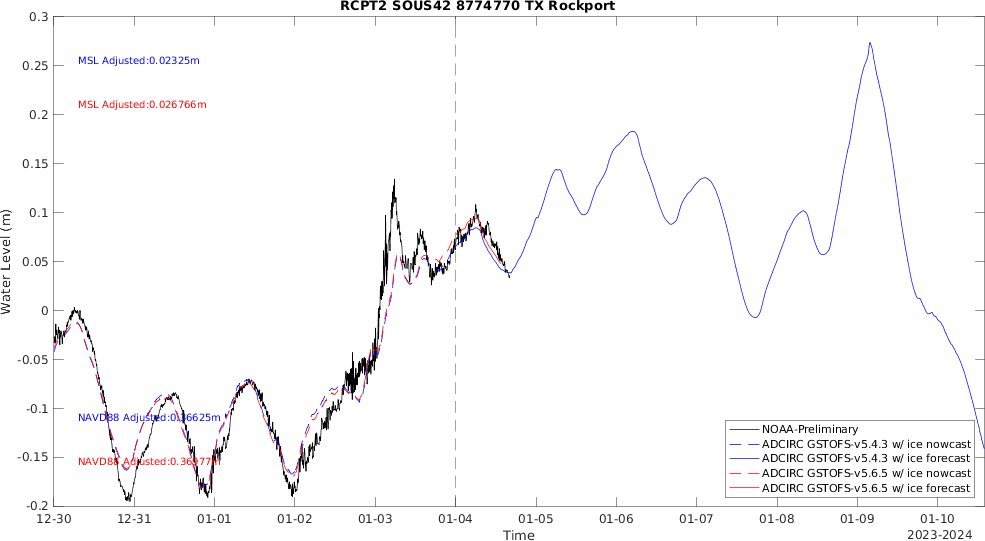 RCPT2 SOUS42 8774770 TX Rockport
0.3
0.25
0.2
0.15
0.1
0.05
0
-0.05
-0.1
-0.15
-0.2
Water Level (m)
MSL Adjusted:0.02325m
MSL Adjusted:0.026766m
NAVD88 Adjusted:0.36625m
NAVD88 Adjusted:0.36977m
NOAA-Preliminary
ADCIRC GSTOFS-v5.4.3 w/ ice nowcast
ADCIRC GSTOFS-v5.4.3 w/ ice forecast
ADCIRC GSTOFS-v5.6.5 w/ ice nowcast
ADCIRC GSTOFS-v5.6.5 w/ ice forecast
12-30 12-31 01-01 01-02 01-03 01-04 01-05 01-06 01-07 01-08 01-09 01-10
Time
2023-2024